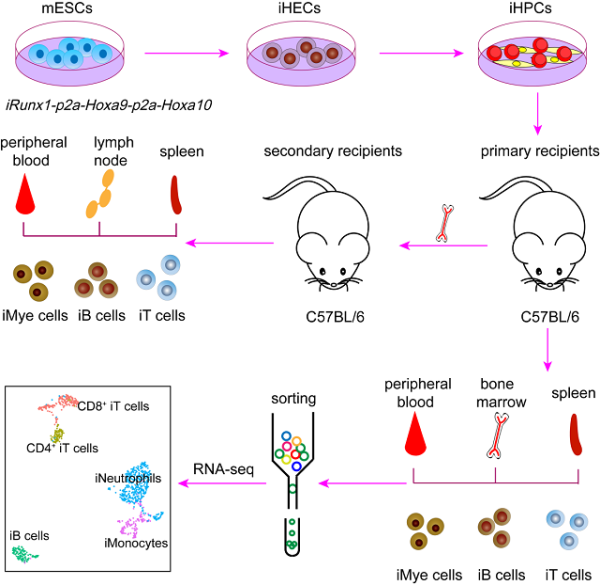 mESCs
iHECs
iHPCs
iRunx1-p2a-Hoxa9-p2a-Hoxa10
peripheral
blood
lymph
node
spleen
secondary recipients
primary recipients
iMye cells
iB cells
iT cells
C57BL/6
C57BL/6
peripheral
blood
bone
marrow
spleen
sorting
RNA-seq
CD8⁺ iT cells
CD4⁺ iT cells
iNeutrophils
iMonocytes
iB cells
iMye cells
iB cells
iT cells